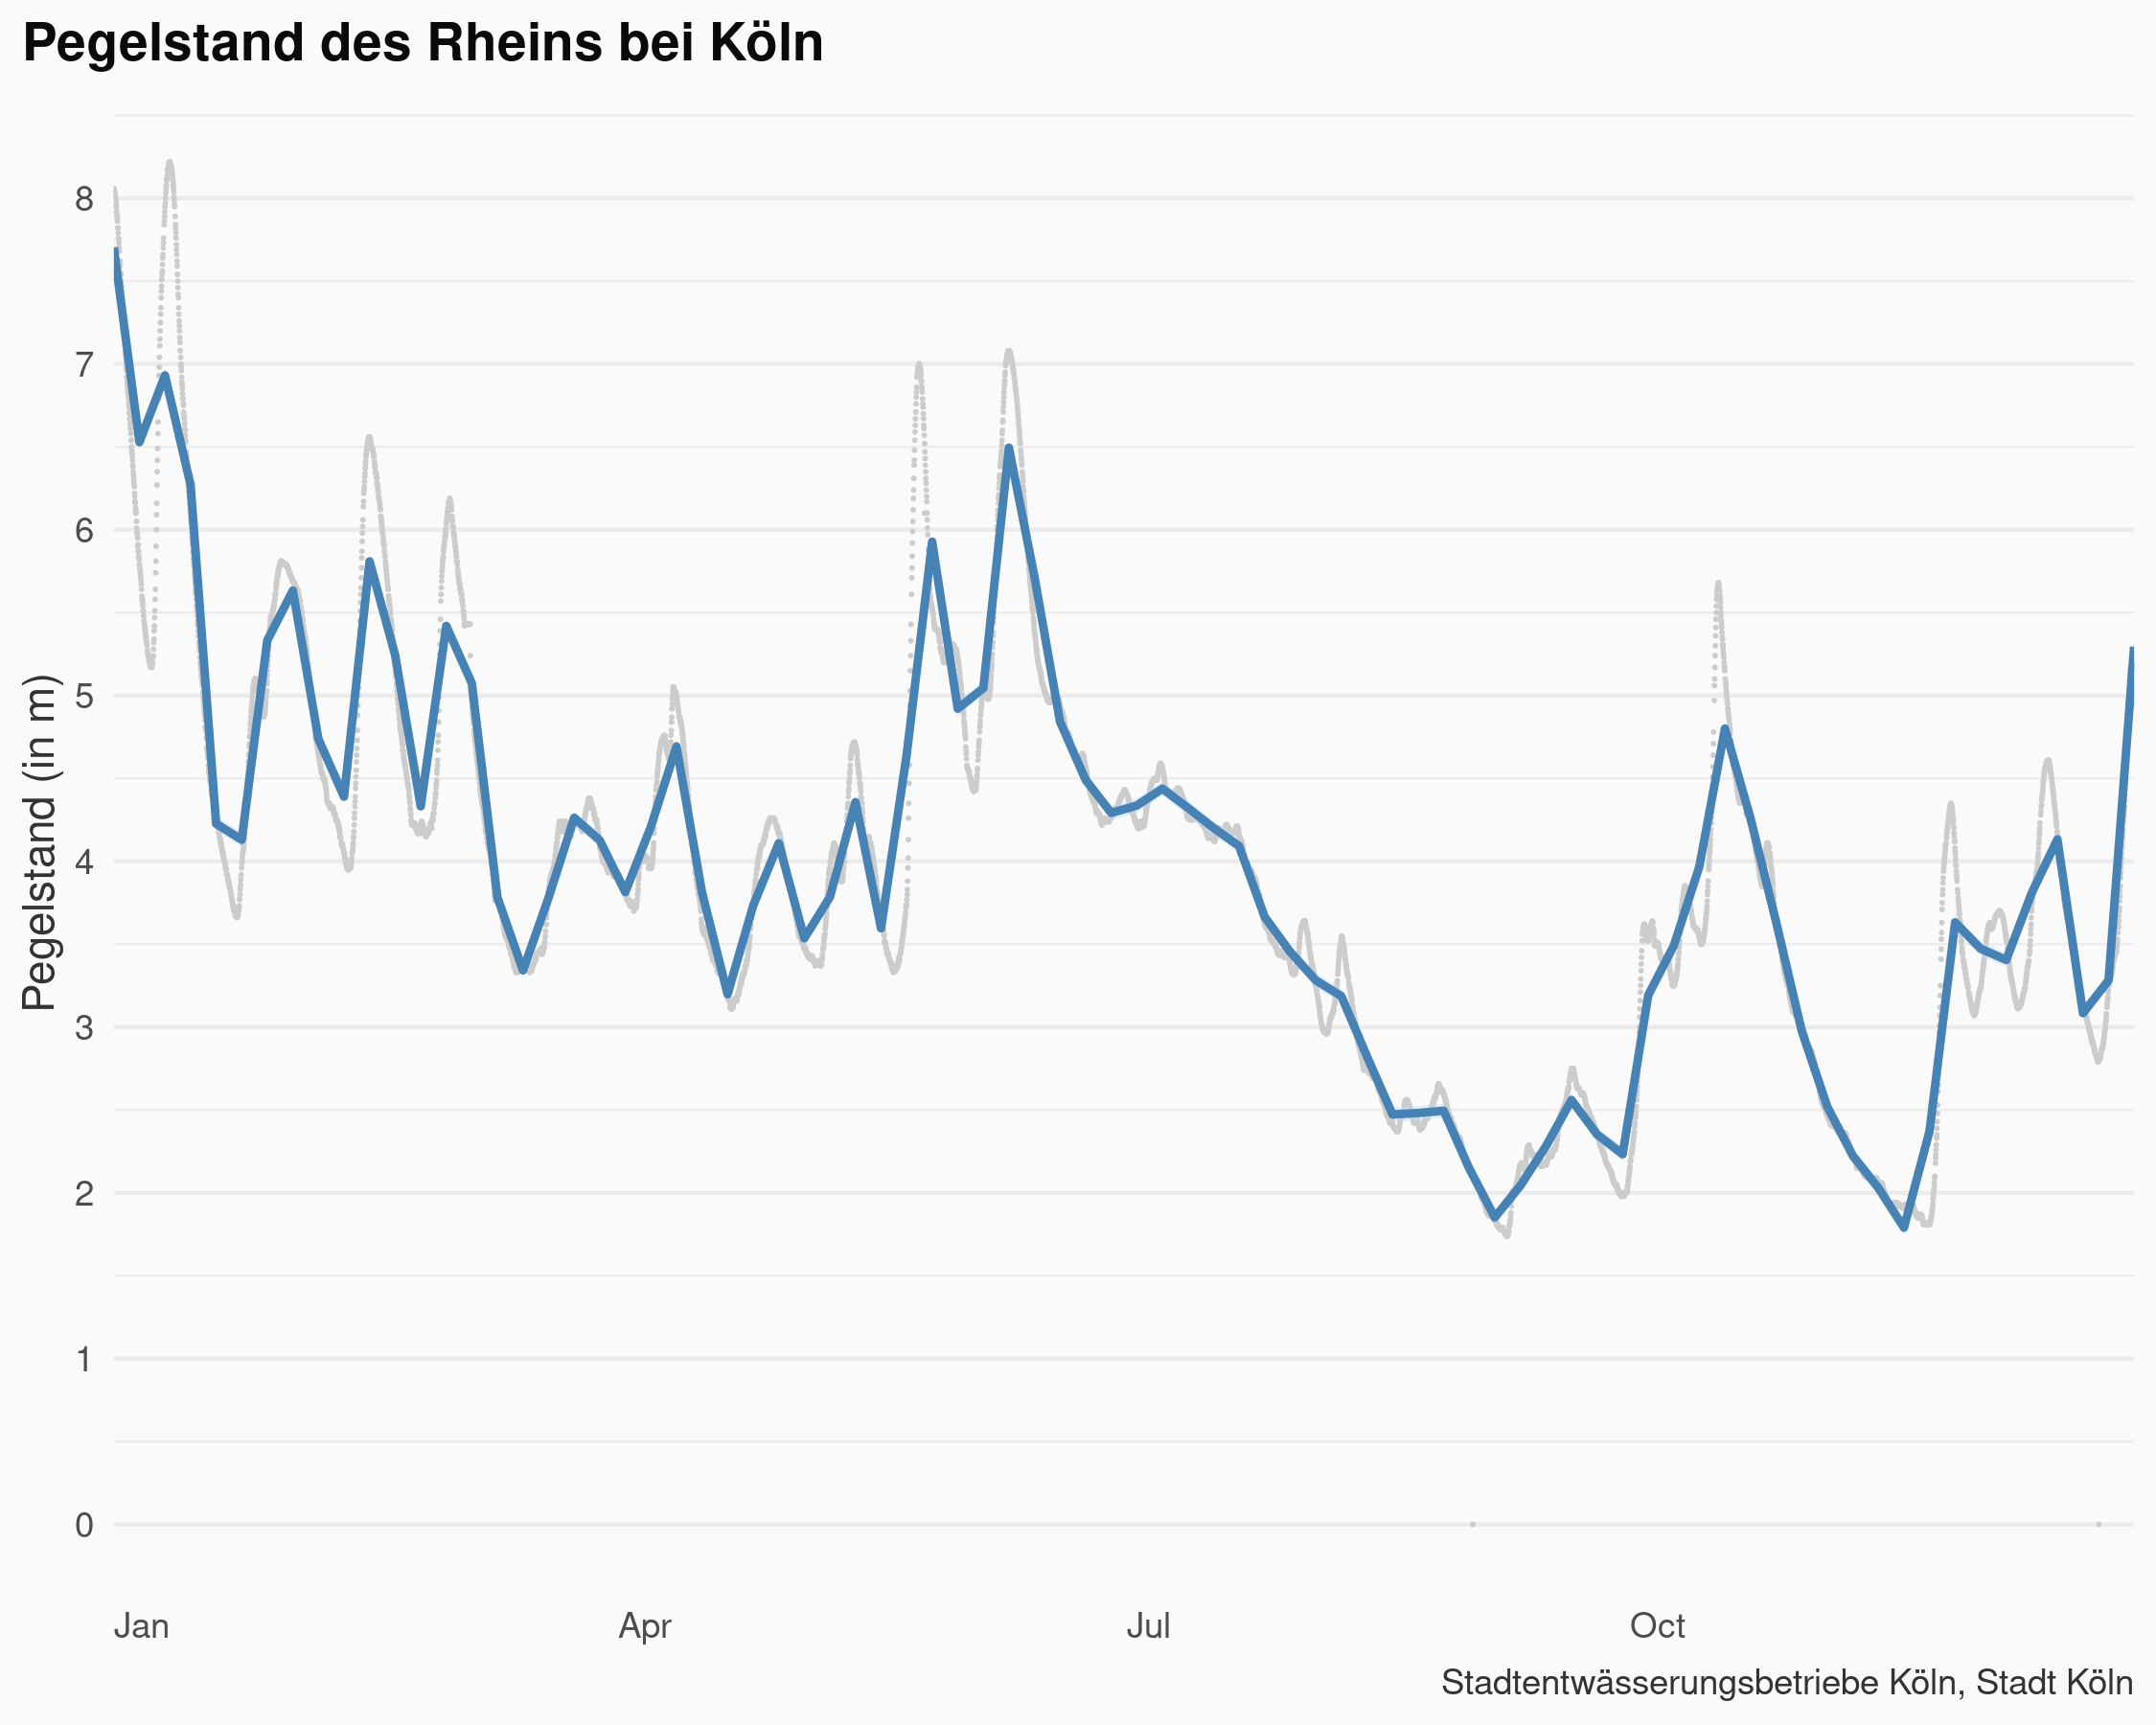 Pegelstand des Rheins bei Köln
Pegelstand (in m)
8
7
6
5
4
3
2
1
0
Jan Apr Jul Oct
Stadtentwässerungsbetriebe Köln, Stadt Köln